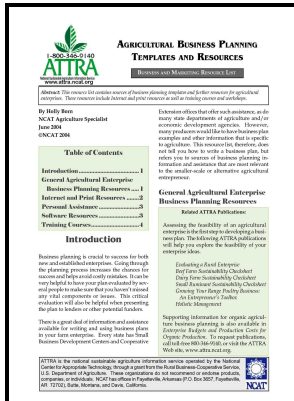 1-800-346-9140
ATTRA
National Sustainable Agriculture Information Service
www.attra.ncat.org
AGRICULTURAL BUSINESS PLANNING
TEMPLATES AND RESOURCES
BUSINESS AND MARKETING RESOURCE LIST
Abstract: This resource list contains sources of business planning templates and further resources for agricultural
enterprises. These resources include Internet and print resources as well as training courses and workshops.
By Holly Born
NCAT Agriculture Specialist
June 2004
©NCAT 2004
Table of Contents
Introduction 1
General Agricultural Enterprise
Business Planning Resources 1
Internet and Print Resources 2
Personal Assistance 3
Software Resources 3
Training Courses 4
Introduction
Business planning is crucial to success for both
new and established enterprises. Going through
the planning process increases the chances for
success and helps avoid costly mistakes. It can be
very helpful to have your plan evaluated by sev-
eral people to make sure that you haven't missed
any vital components or issues. This critical
evaluation will also be helpful when presenting
the plan to lenders or other potential funders.
There is a great deal of information and assistance
available for writing and using business plans
in your farm enterprise. Every state has Small
Business Development Centers and Cooperative
Extension offices that offer such assistance, as do
many state departments of agriculture and/or
economic development agencies. However,
many producers would like to have business plan
examples and other information that is specific
to agriculture. This resource list, therefore, does
not tell you how to write a business plan, but
refers you to sources of business planning in-
formation and assistance that are most relevant
to the smaller-scale or alternative agricultural
entrepreneur.
General Agricultural Enterprise
Business Planning Resources
Related ATTRA Publications:
Assessing the feasibility of an agricultural
enterprise is the first step to developing a busi-
ness plan. The following ATTRA publications
will help you explore the feasibility of your
enterprise ideas.
Evaluating a Rural Enterprise
Beef Farm Sustainability Checksheet
Dairy Farm Sustainability Checksheet
Small Ruminant Sustainability Checksheet
Growing Your Range Poultry Business:
An Entrepreneur's Toolbox
Holistic Management
Supporting information for organic agricul-
ture business planning is also available in
Enterprise Budgets and Production Costs for
Organic Production. To request publications,
call toll free 800-346-9140, or visit the ATTRA
Web site, www.attra.ncat.org.
ATTRA is the national sustainable agriculture information service operated by the National
Center for Appropriate Technology, through a grant from the Rural Business-Cooperative Service,
U.S. Department of Agriculture. These organizations do not recommend or endorse products,
companies, or individuals. NCAT has offices in Fayetteville, Arkansas (P.O. Box 3657, Fayetteville,
AR 72702), Butte, Montana, and Davis, California.
NCAT